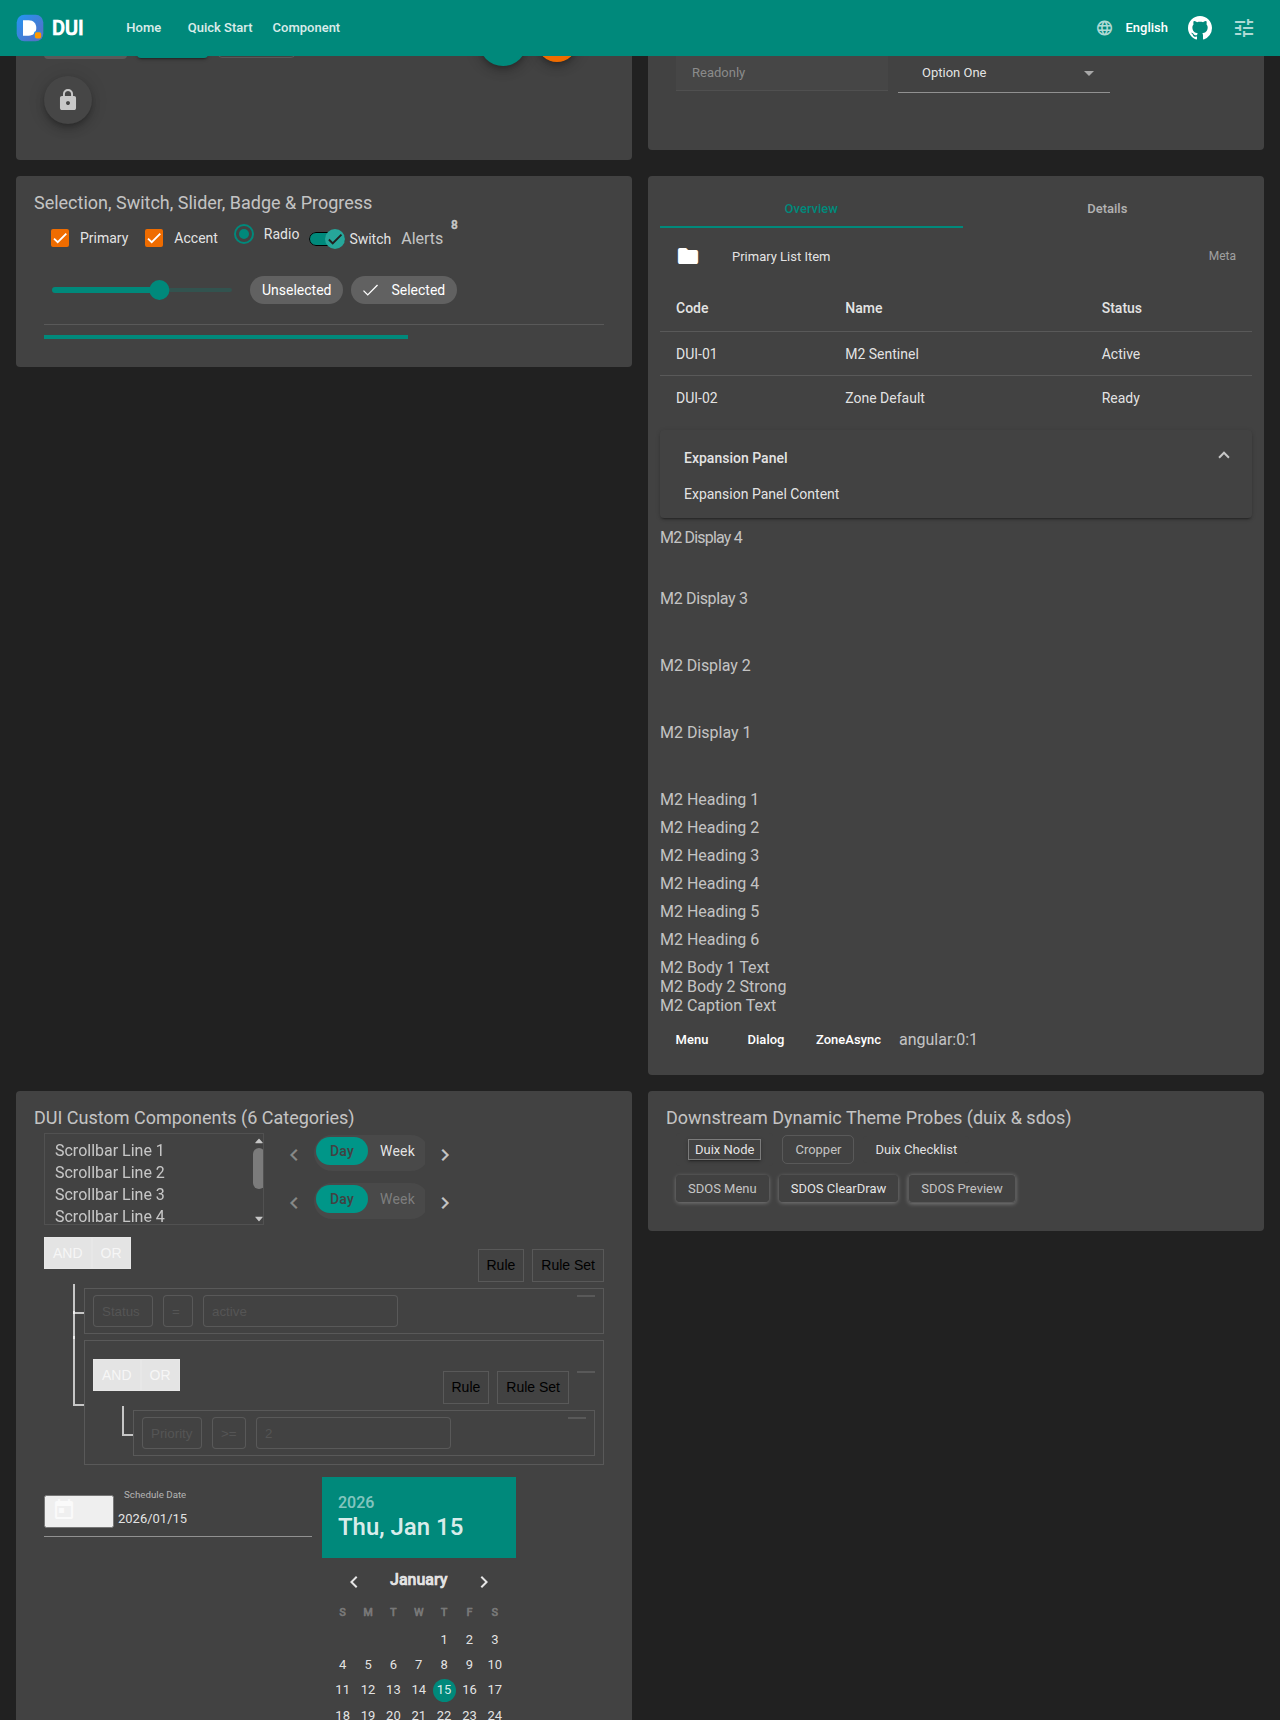 DUI Home Quick Start Component English
Readonly Option One
Selection, Switch, Slider, Badge & Progress
Primary Accent Radio Switch Alerts 8
Unselected Selected
Overview Details
Primary List Item Meta
Code Name Status
DUI-01 M2 Sentinel Active
DUI-02 Zone Default Ready
Expansion Panel
Expansion Panel Content
M2 Display 4
M2 Display 3
M2 Display 2
M2 Display 1
M2 Heading 1
M2 Heading 2
M2 Heading 3
M2 Heading 4
M2 Heading 5
M2 Heading 6
M2 Body 1 Text
M2 Body 2 Strong
M2 Caption Text
Menu Dialog ZoneAsync angular:0:1
DUI Custom Components (6 Categories)
Scrollbar Line 1
Scrollbar Line 2
Scrollbar Line 3
Scrollbar Line 4
Day Week
Day Week
AND OR
Rule Rule Set
Status = active
AND OR
Rule Rule Set
Priority >= 2
Schedule Date
2026/01/15
2026
Thu, Jan 15
January
S M T W T F S
1 2 3
4 5 6 7 8 9 10
11 12 13 14 15 16 17
18 19 20 21 22 23 24
Downstream Dynamic Theme Probes (duix & sdos)
Duix Node Cropper Duix Checklist
SDOS Menu SDOS ClearDraw SDOS Preview